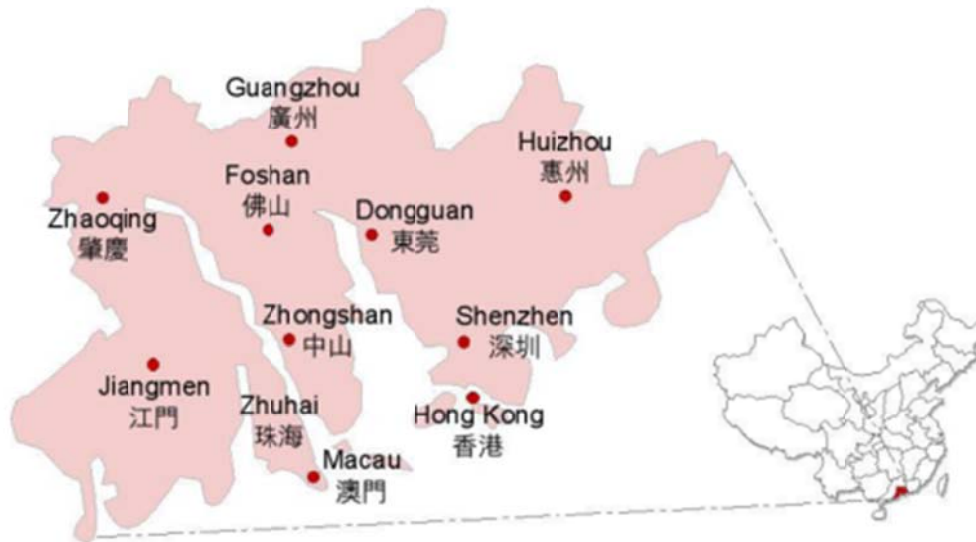 Guangzhou
廣州
Huizhou
惠州
Foshan
佛山
Zhaoqing
肇慶
Dongguan
東莞
Zhongshan
中山
Shenzhen
深圳
Jiangmen
江門
Zhuhai
珠海
Hong Kong
香港
Macau
澳門